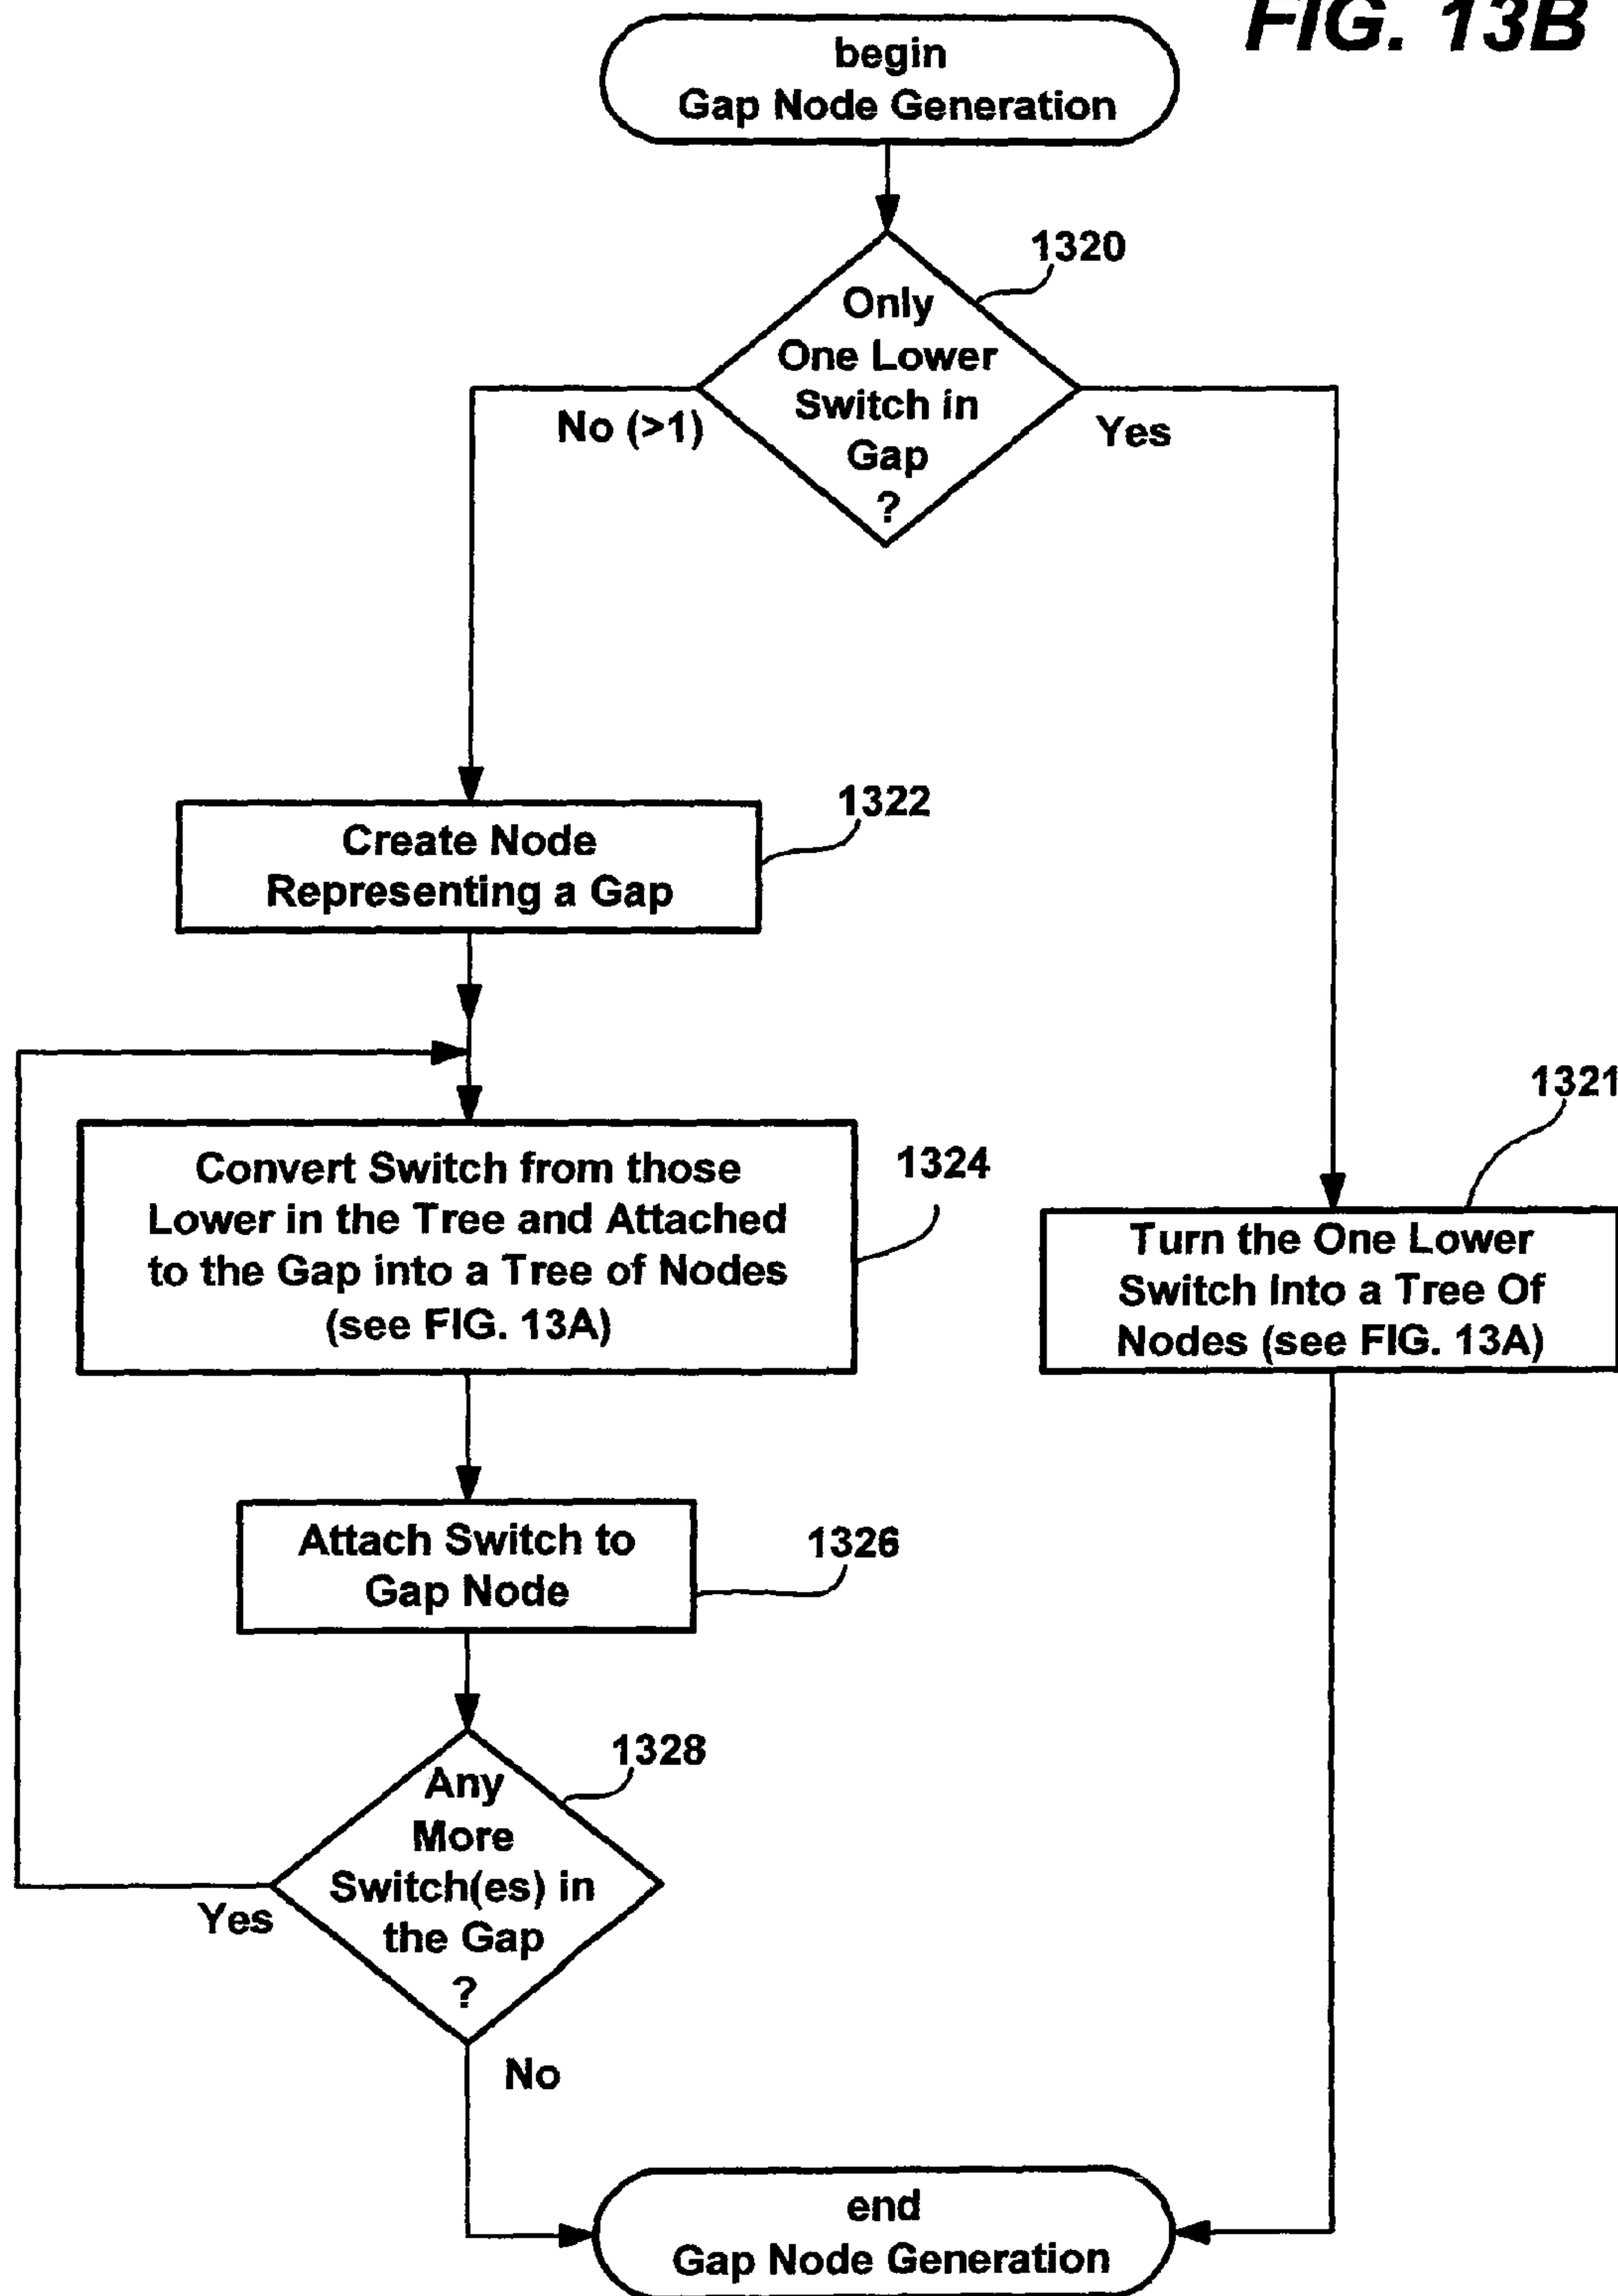 FIG. 13B
begin
Gap Node Generation
1320
Only
One Lower
Switch in
Gap
?
No (>1)
Yes
1322
Create Node
Representing a Gap
1321
1324
Convert Switch from those
Lower in the Tree and Attached
to the Gap into a Tree of Nodes
(see FIG. 13A)
Turn the One Lower
Switch Into a Tree Of
Nodes (see FIG. 13A)
1326
Attach Switch to
Gap Node
1328
Any
More
Switch(es) in
the Gap
?
Yes
No
end
Gap Node Generation